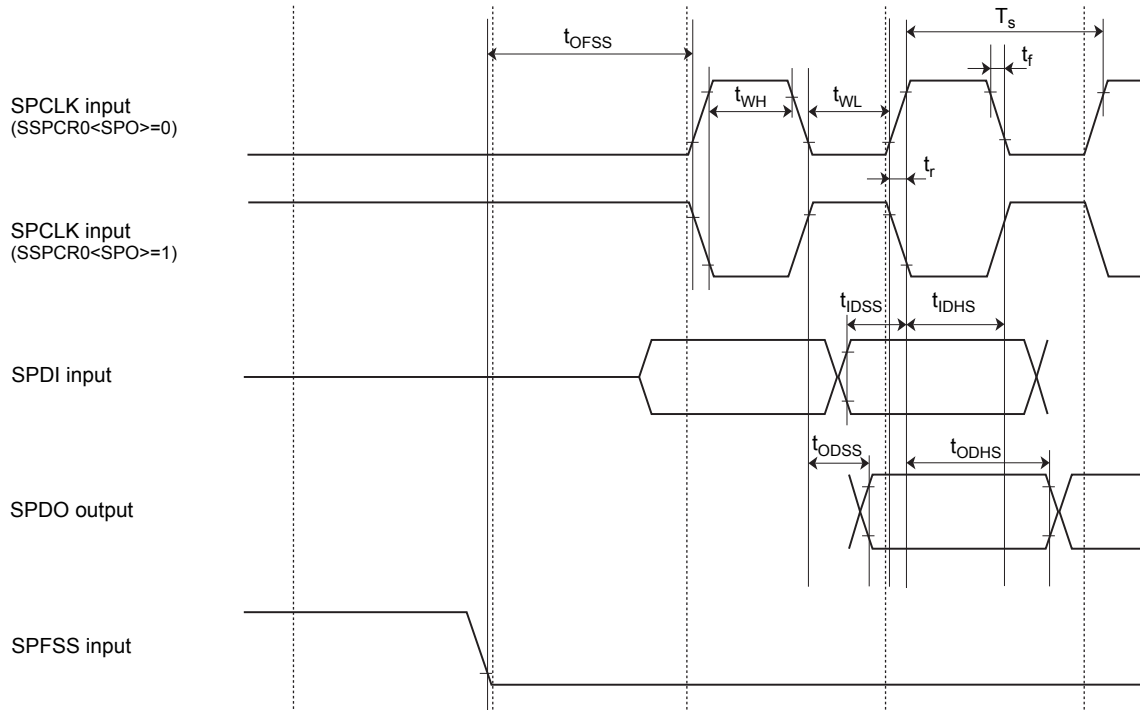 T_s
t_OFSS
t_f
SPCLK input
(SSPCR0<SPO>=0)
t_WH
t_WL
t_r
SPCLK input
(SSPCR0<SPO>=1)
t_IDSS
t_IDHS
SPDI input
t_ODSS
t_ODHS
SPDO output
SPFSS input